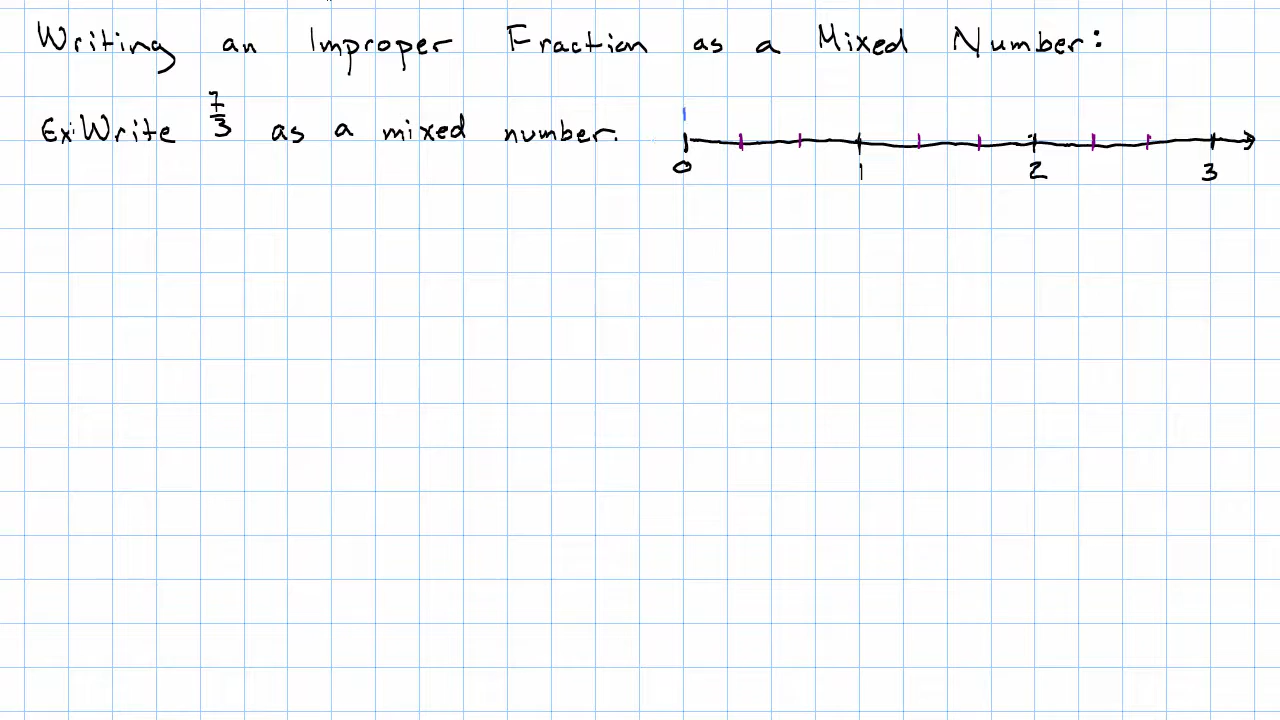 Writing an Improper Fraction as a Mixed Number:
Ex: Write 7/3 as a mixed number.
0 1 2 3